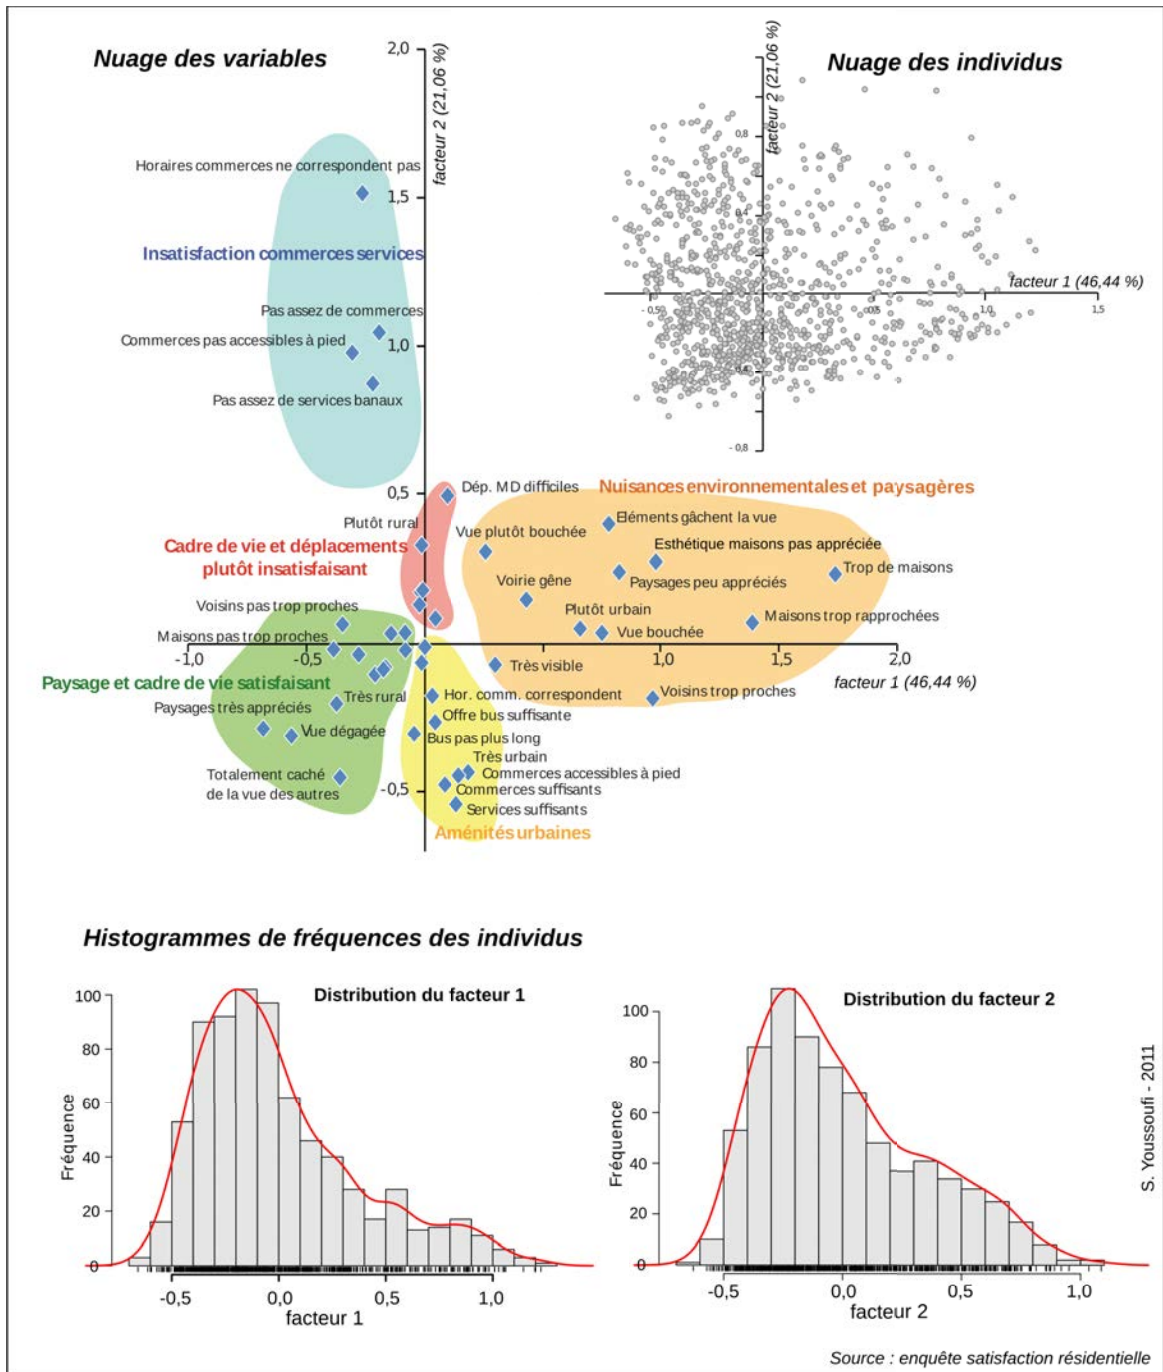 Nuage des variables
2,0
facteur 2 (21,06 %)
Horaires commerces ne correspondent pas
1,5
Insatisfaction commerces services
Pas assez de commerces
Commerces pas accessibles à pied
1,0
Pas assez de services banaux
0,5
Dép. MD difficiles
Plutôt rural
Cadre de vie et déplacements
plutôt insatisfaisant
Nuisances environnementales et paysagères
Eléments gâchent la vue
Vue plutôt bouchée
Esthétique maisons pas appréciée
Trop de maisons
Voirie gêne
Paysages peu appréciés
Plutôt urbain
Maisons trop rapprochées
Vue bouchée
Voisins pas trop proches
Maisons pas trop proches
-1,0
-0,5
0,5
1,0
1,5
2,0
facteur 1 (46,44 %)
Très visible
Voisins trop proches
Paysage et cadre de vie satisfaisant
Très rural
Paysages très appréciés
Vue dégagée
Totalement caché
de la vue des autres
Hor. comm. correspondent
Offre bus suffisante
Bus pas plus long
Très urbain
Commerces accessibles à pied
Commerces suffisants
Services suffisants
-0,5
Aménités urbaines
Nuage des individus
facteur 2 (21,06 %)
0,8
0,4
facteur 1 (46,44 %)
- 0,5
0,5
1,0
1,5
- 0,4
- 0,8
Histogrammes de fréquences des individus
Distribution du facteur 1
100
80
60
40
20
0
Fréquence
-0,5
0,0
0,5
1,0
facteur 1
Distribution du facteur 2
100
80
60
40
20
0
Fréquence
-0,5
0,0
0,5
1,0
facteur 2
S. Youssoufi - 2011
Source : enquête satisfaction résidentielle